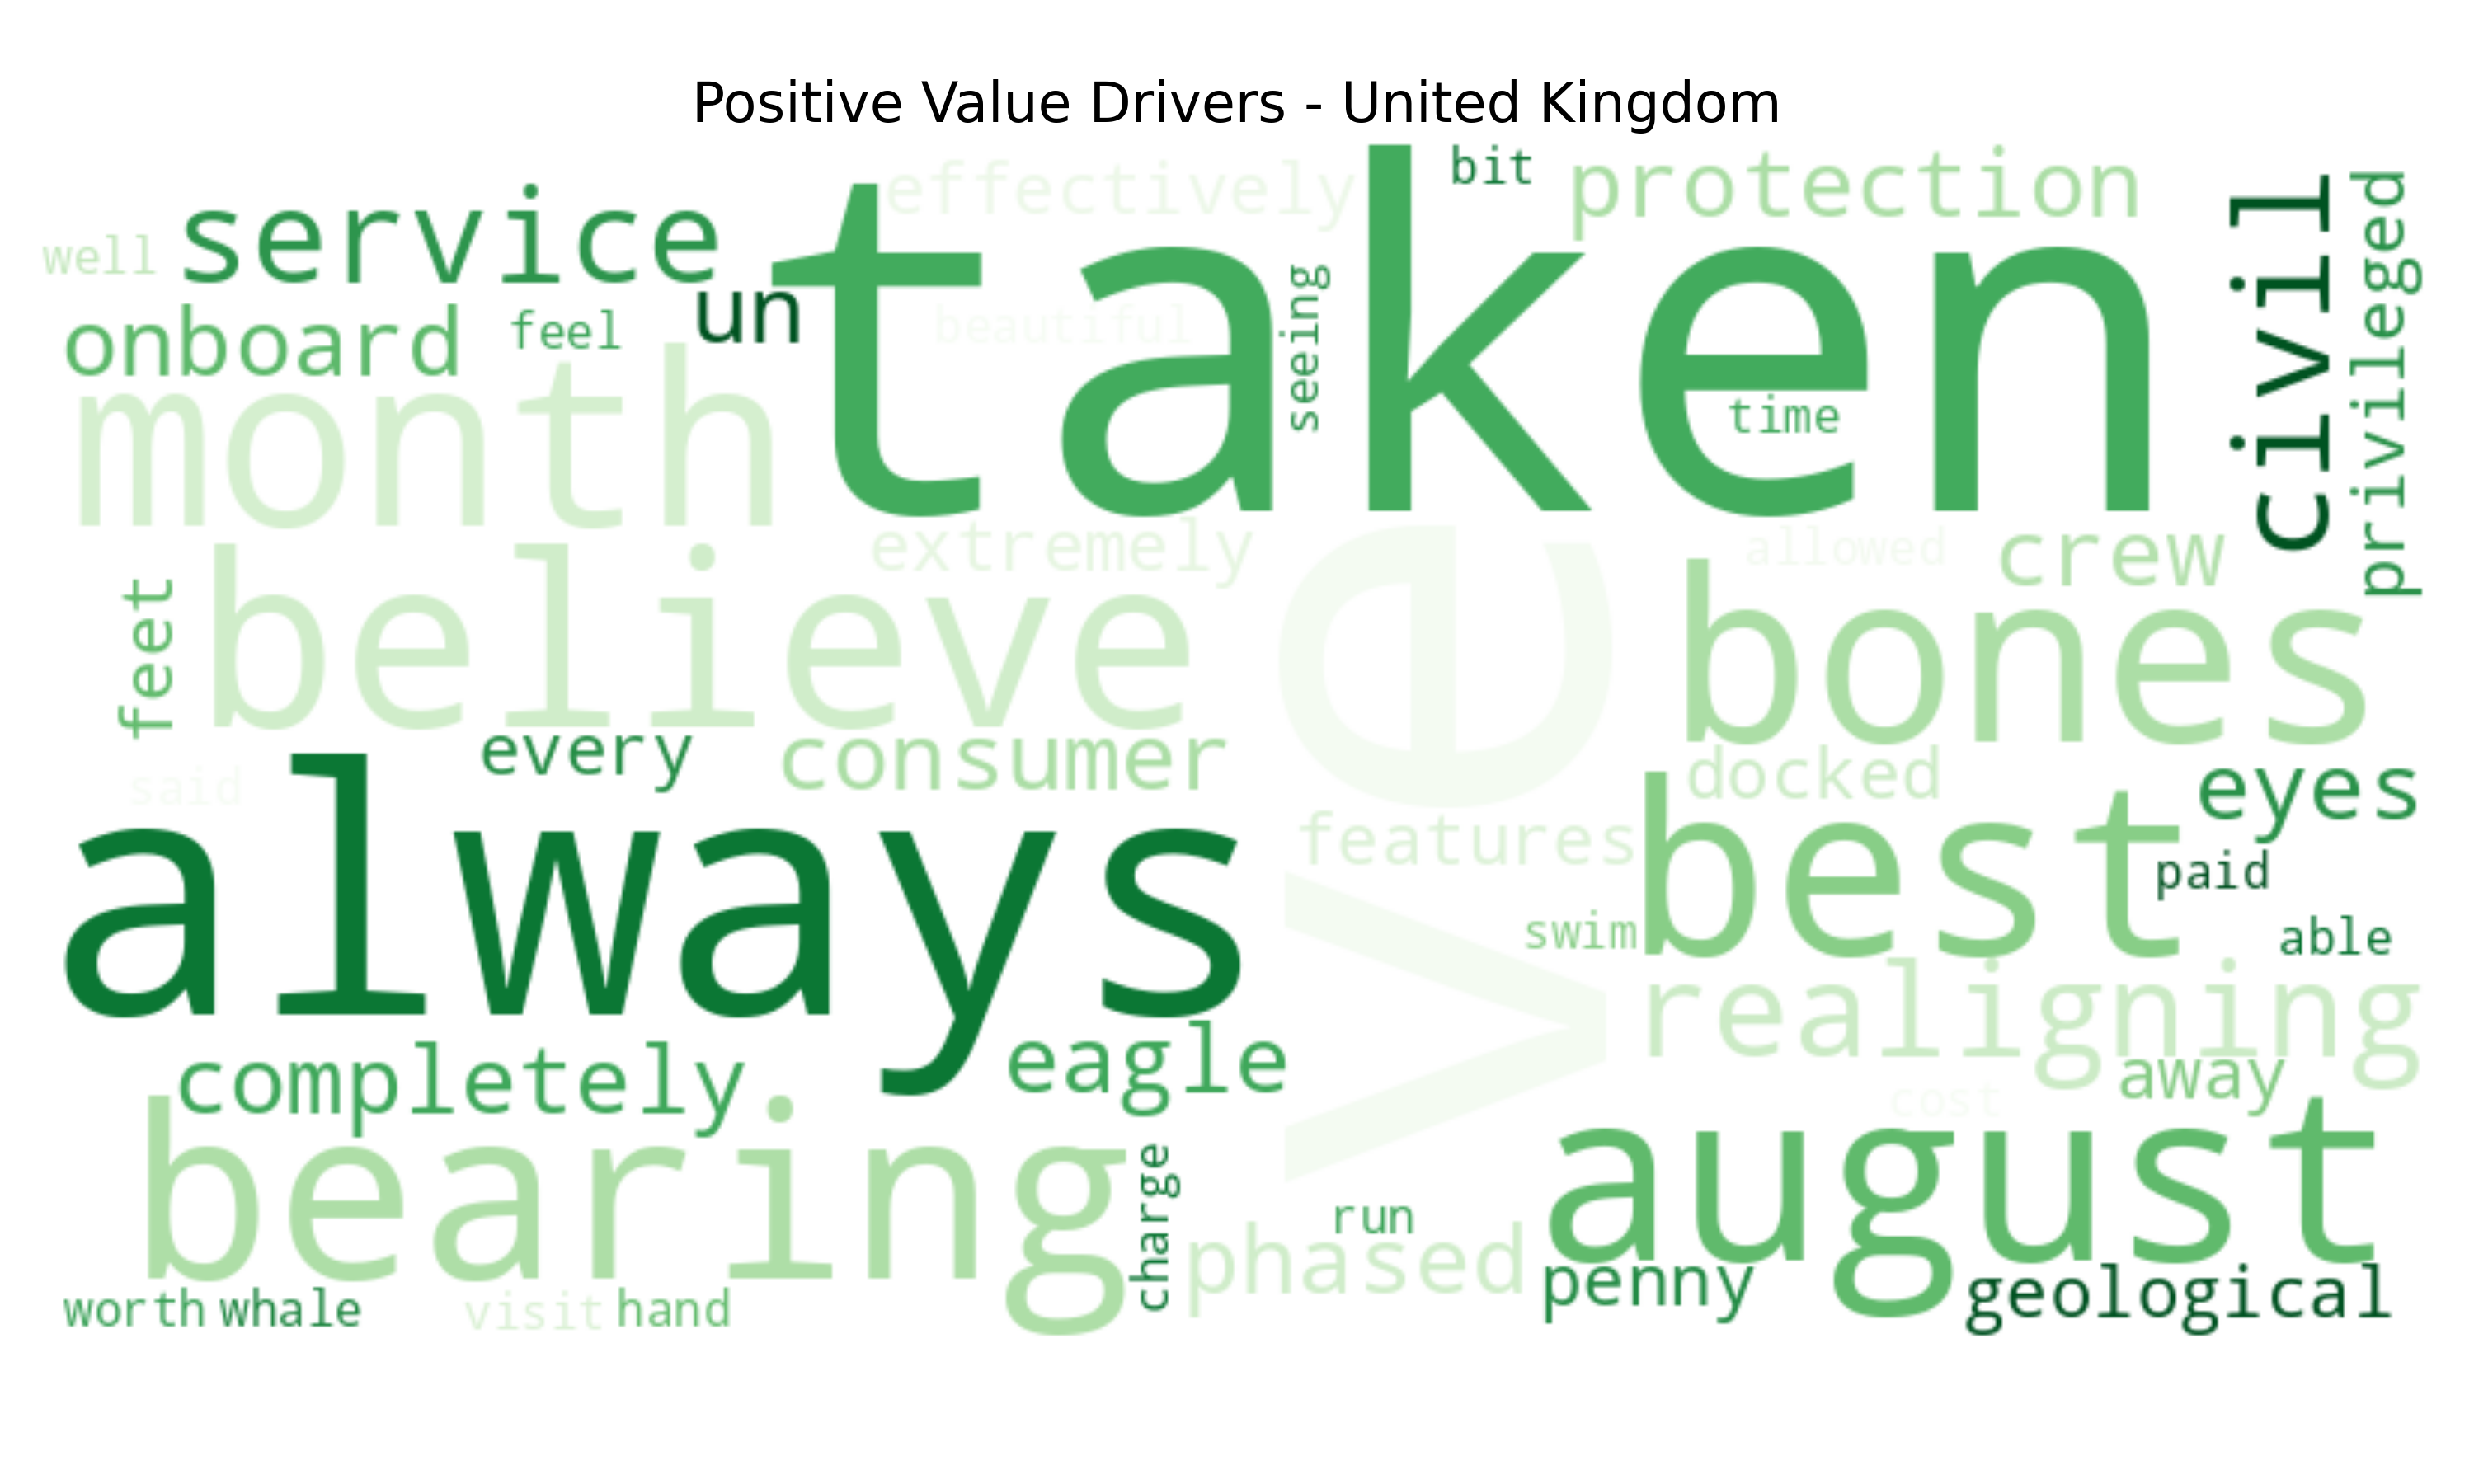 Positive Value Drivers - United Kingdom
effectively
bit
protection
civil
privileged
well
service
taken
un
beautiful
seeing
onboard
feel
month
time
extremely
allowed
crew
ve
believe
feet
bones
every
consumer
docked
eyes
said
always
features
best
paid
swim
able
realigning
completely
eagle
away
cost
bearing
charge
august
run
phased
penny
geological
worth
whale
visit
hand